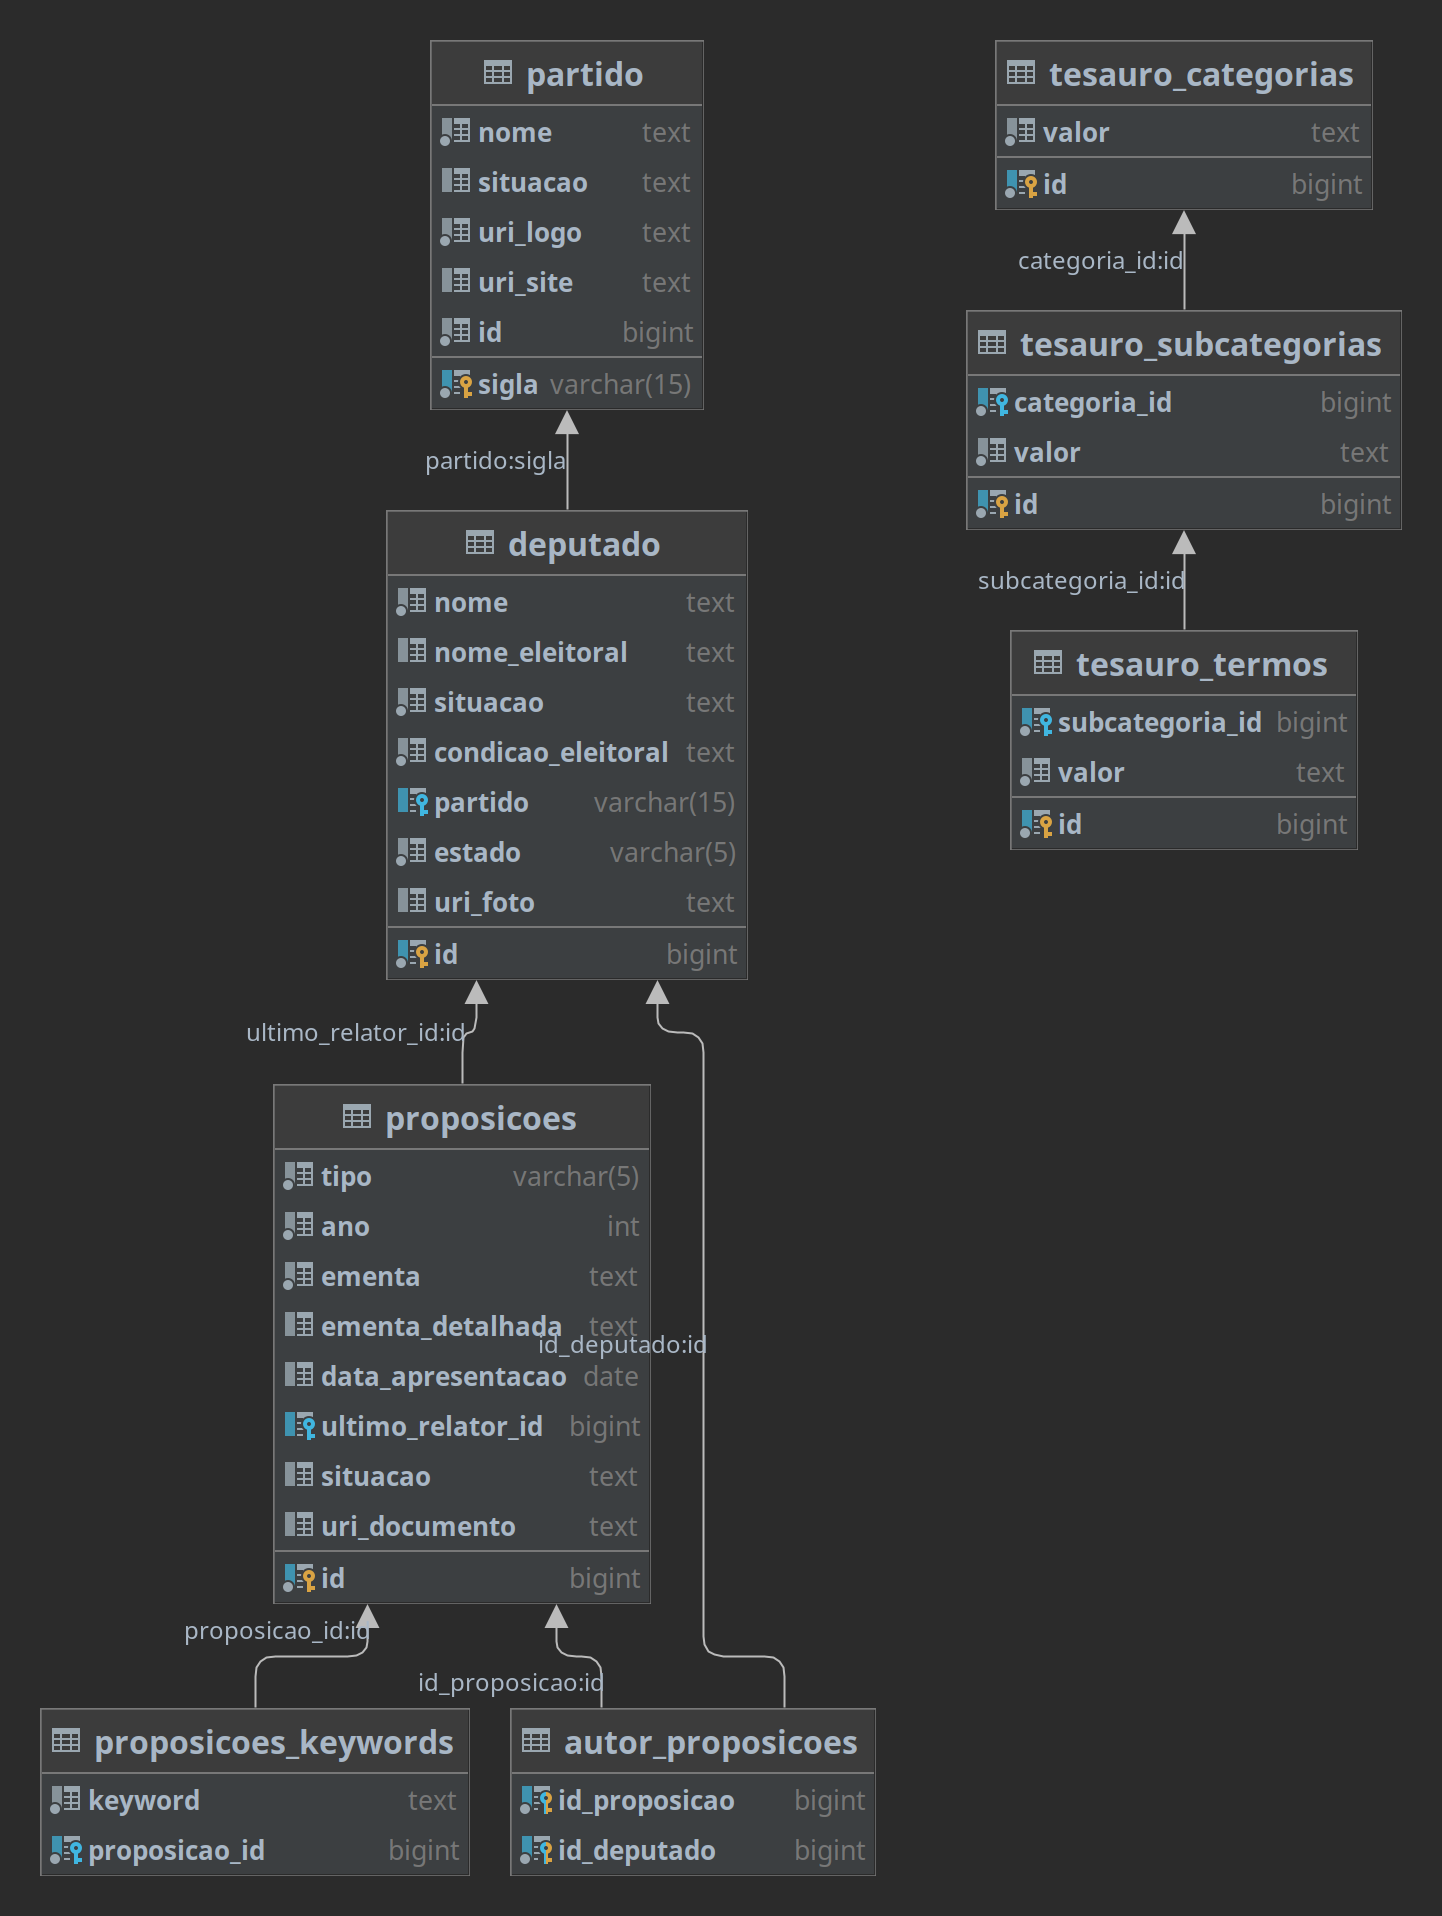 partido
nome text
situacao text
uri_logo text
uri_site text
id bigint
sigla varchar(15)
partido:sigla
deputado
nome text
nome_eleitoral text
situacao text
condicao_eleitoral text
partido varchar(15)
estado varchar(5)
uri_foto text
id bigint
ultimo_relator_id:id
proposicoes
tipo varchar(5)
ano int
ementa text
ementa_detalhada text
id_deputado:id
data_apresentacao date
ultimo_relator_id bigint
situacao text
uri_documento text
id bigint
proposicao_id:id
id_proposicao:id
proposicoes_keywords
keyword text
proposicao_id bigint
autor_proposicoes
id_proposicao bigint
id_deputado bigint
tesauro_categorias
valor text
id bigint
categoria_id:id
tesauro_subcategorias
categoria_id bigint
valor text
id bigint
subcategoria_id:id
tesauro_termos
subcategoria_id bigint
valor text
id bigint